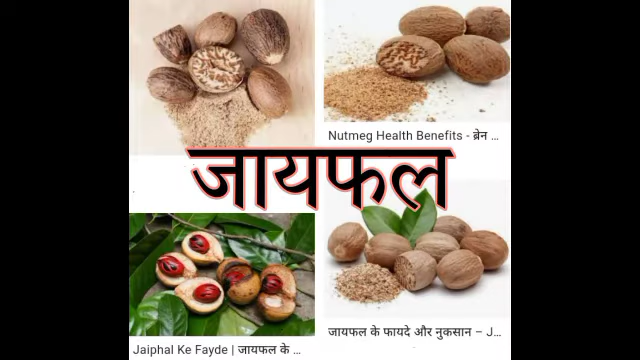 Nutmeg Health Benefits - ब्रेन ...
जायफल
Jaiphal Ke Fayde | जायफल के ...
जायफल के फायदे और नुकसान – J...